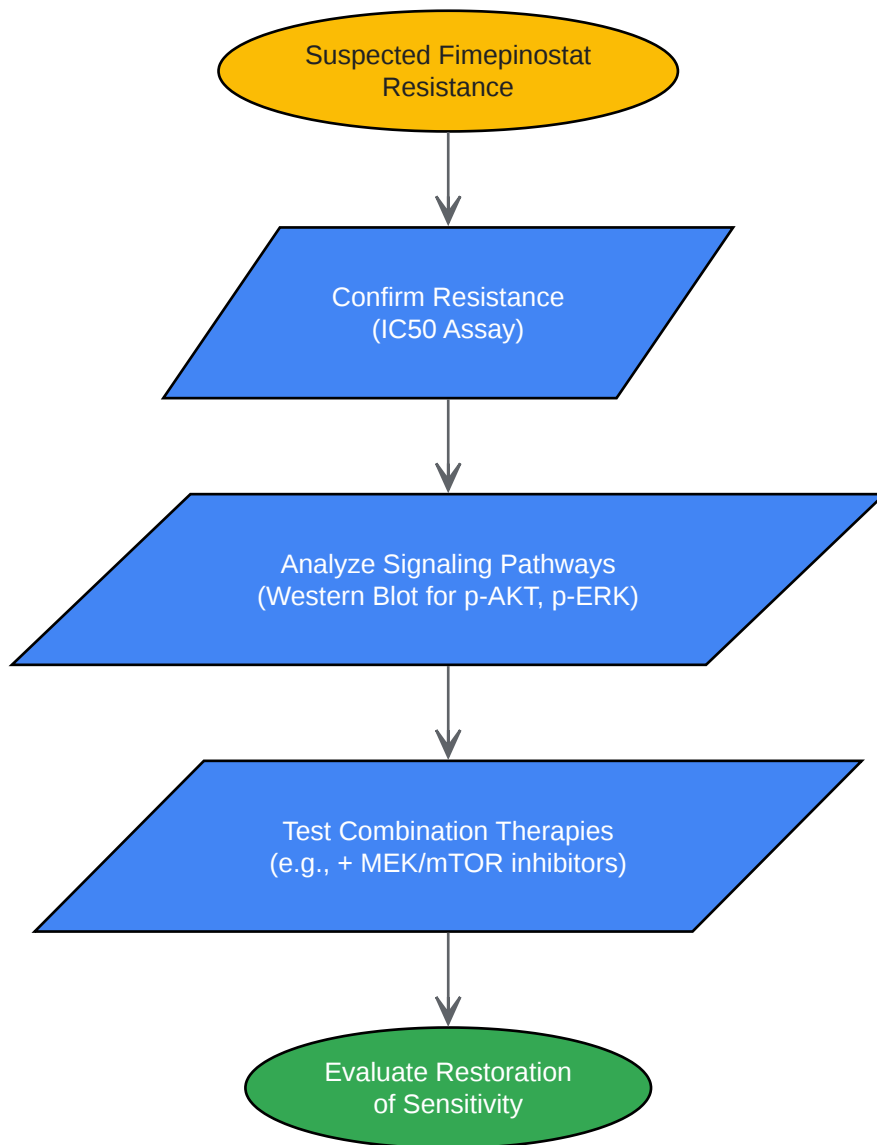 Suspected Fimepinostat
Resistance
Confirm Resistance
(IC50 Assay)
Analyze Signaling Pathways
(Western Blot for p-AKT, p-ERK)
Test Combination Therapies
(e.g., + MEK/mTOR inhibitors)
Evaluate Restoration
of Sensitivity